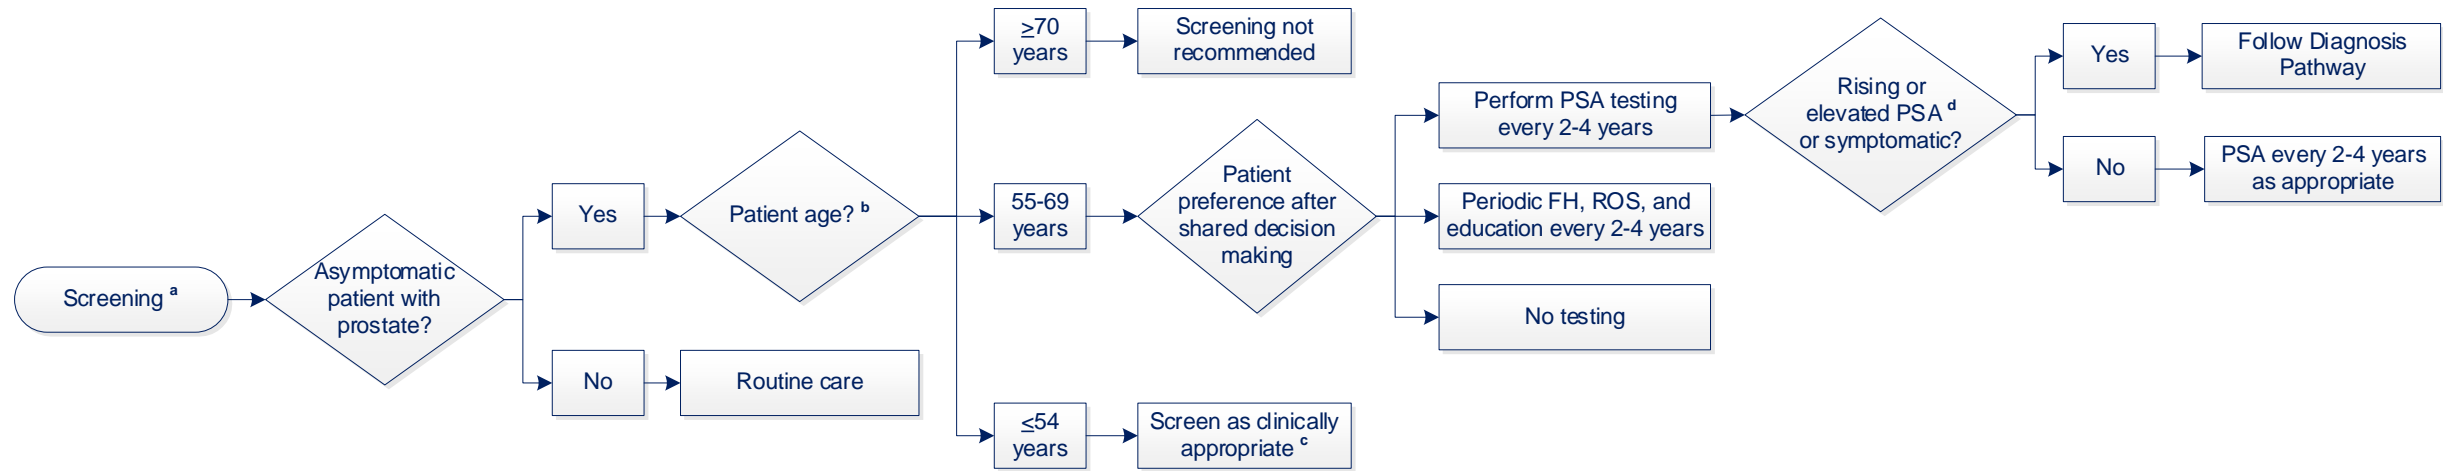 Screening a
Asymptomatic
patient with
prostate?
Yes
No
Routine care
Patient age? b
≥70
years
Screening not
recommended
55-69
years
Patient
preference after
shared decision
making
≤54
years
Screen as clinically
appropriate c
Perform PSA testing
every 2-4 years
Periodic FH, ROS, and
education every 2-4 years
No testing
Rising or
elevated PSA d
or symptomatic?
Yes
Follow Diagnosis
Pathway
No
PSA every 2-4 years
as appropriate